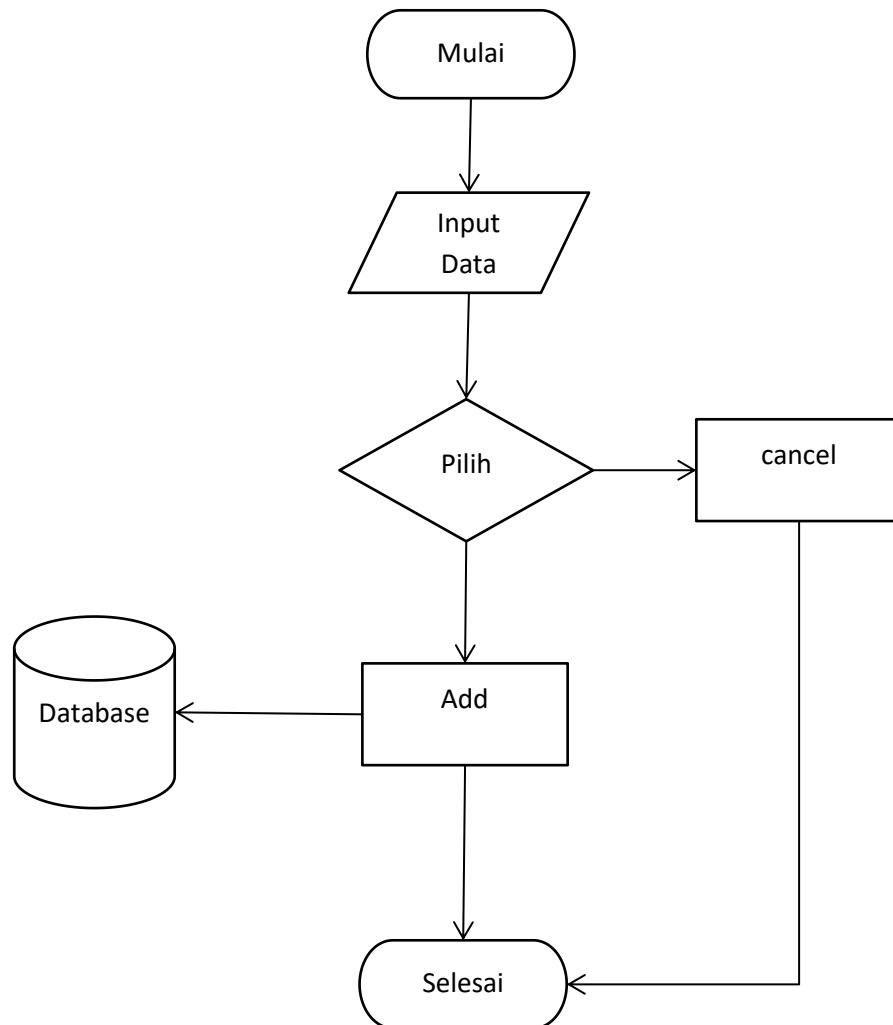 Mulai
Input
Data
Pilih
cancel
Add
Database
Selesai